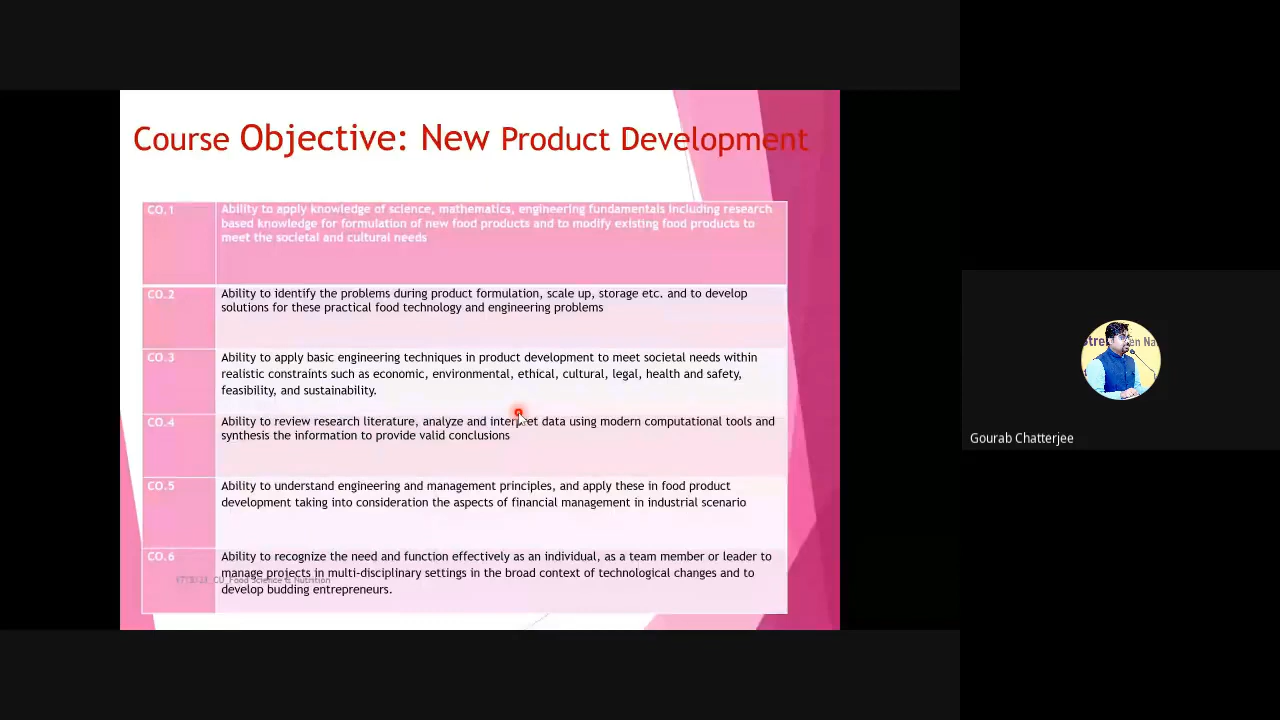 Course Objective: New Product Development
CO.1
Ability to apply knowledge of science, mathematics, engineering fundamentals including research
based knowledge for formulation of new food products and to modify existing food products to
meet the societal and cultural needs
CO.2
Ability to identify the problems during product formulation, scale up, storage etc. and to develop
solutions for these practical food technology and engineering problems
CO.3
Ability to apply basic engineering techniques in product development to meet societal needs within
realistic constraints such as economic, environmental, ethical, cultural, legal, health and safety,
feasibility, and sustainability.
CO.4
Ability to review research literature, analyze and interpret data using modern computational tools and
synthesis the information to provide valid conclusions
CO.5
Ability to understand engineering and management principles, and apply these in food product
development taking into consideration the aspects of financial management in industrial scenario
CO.6
Ability to recognize the need and function effectively as an individual, as a team member or leader to
manage projects in multi-disciplinary settings in the broad context of technological changes and to
develop budding entrepreneurs.
Food Science & Nutrition
Gourab Chatterjee